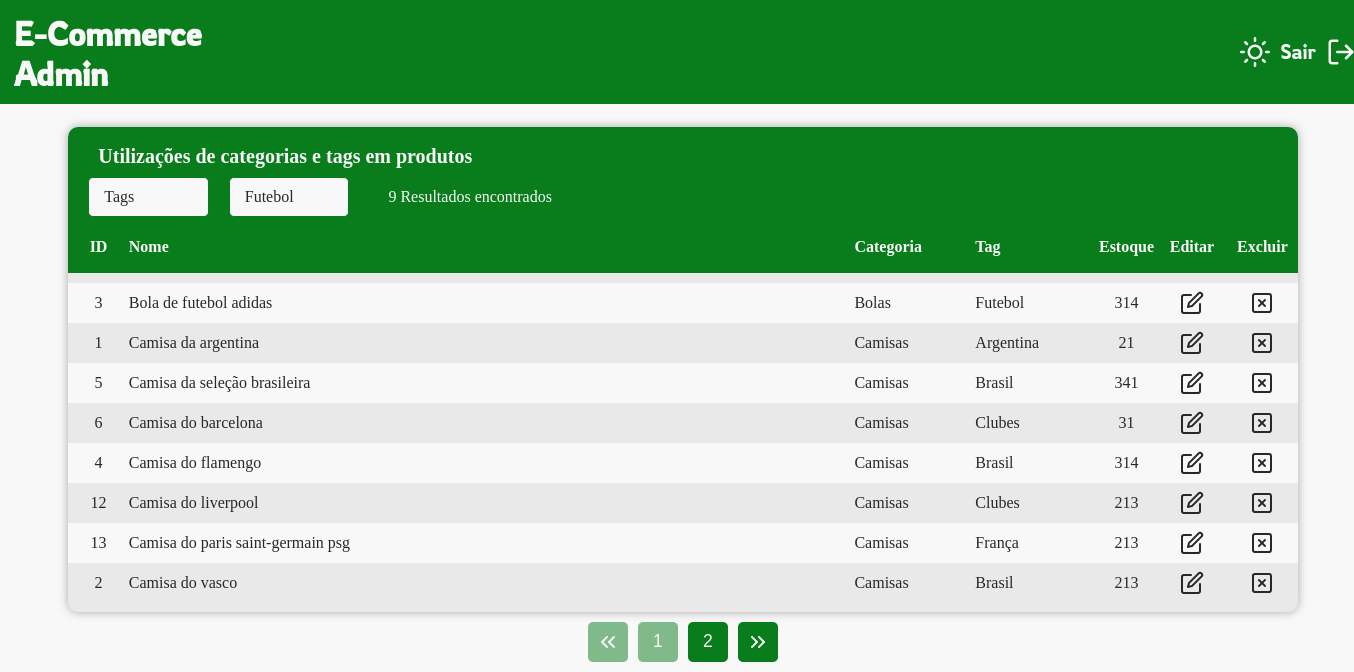 E-Commerce
Admin
Sair
Utilizações de categorias e tags em produtos
Tags Futebol 9 Resultados encontrados
ID Nome Categoria Tag Estoque Editar Excluir
3 Bola de futebol adidas Bolas Futebol 314
1 Camisa da argentina Camisas Argentina 21
5 Camisa da seleção brasileira Camisas Brasil 341
6 Camisa do barcelona Camisas Clubes 31
4 Camisa do flamengo Camisas Brasil 314
12 Camisa do liverpool Camisas Clubes 213
13 Camisa do paris saint-germain psg Camisas França 213
2 Camisa do vasco Camisas Brasil 213
1 2